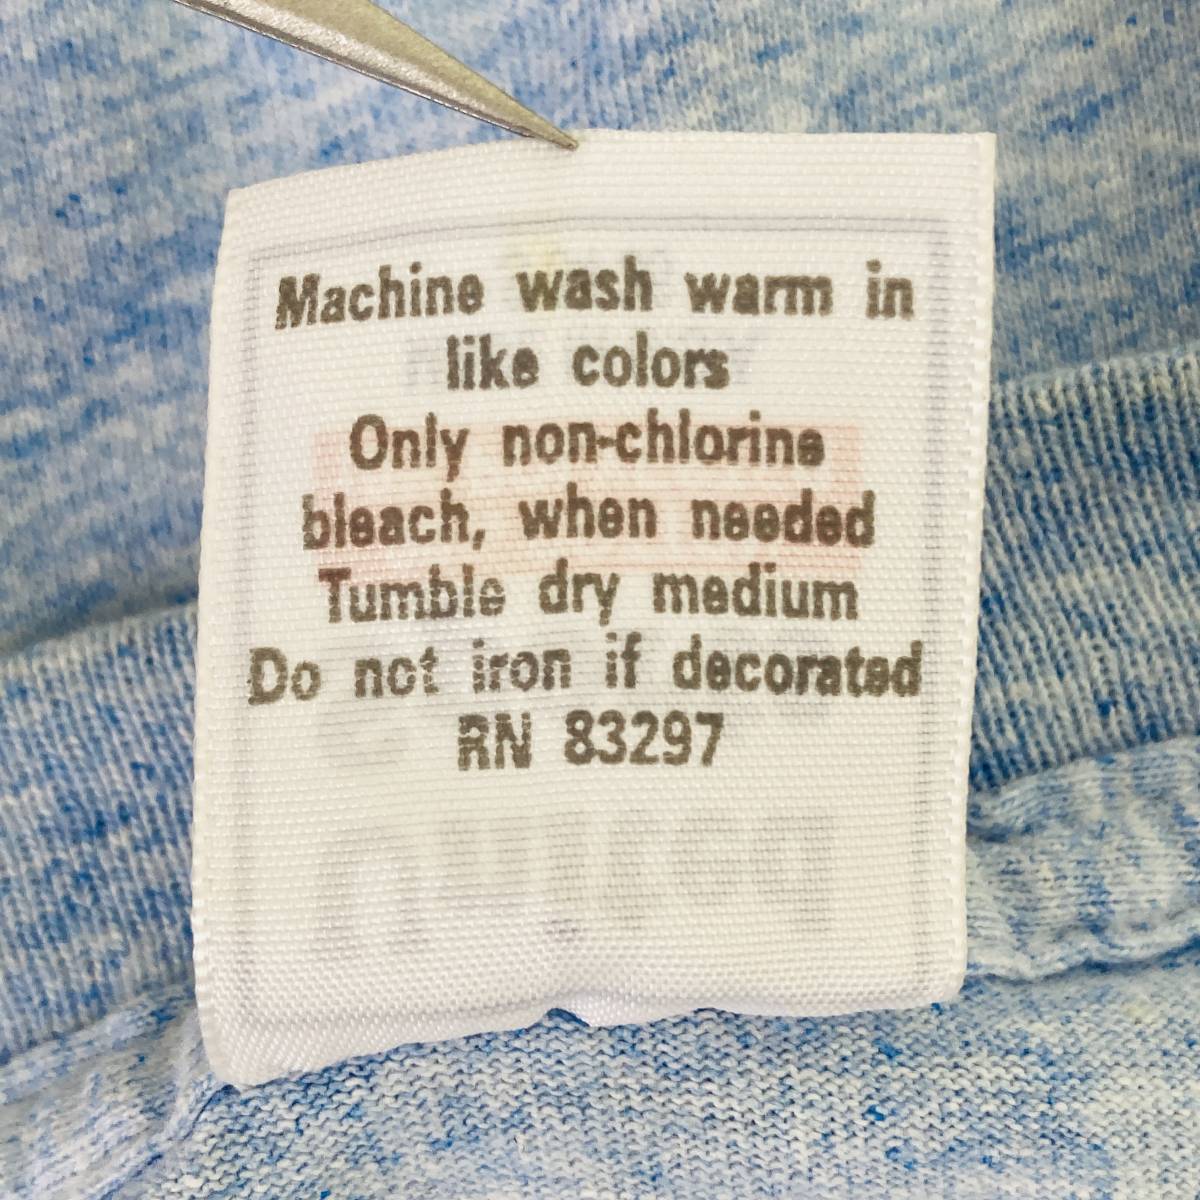 Machine wash warm in
like colors
Only non-chlorine
bleach, when needed
Tumble dry medium
Do not iron if decorated
RN 83297